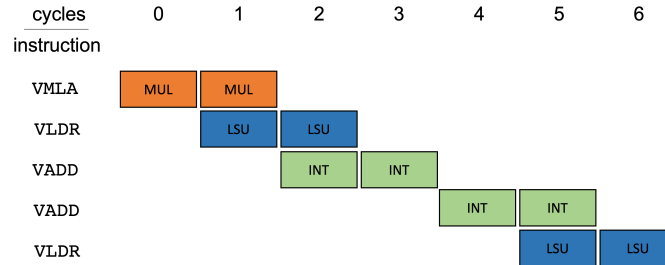 cycles 0 1 2 3 4 5 6
instruction
VMLA MUL MUL
VLDR LSU LSU
VADD INT INT
VADD INT INT
VLDR LSU LSU